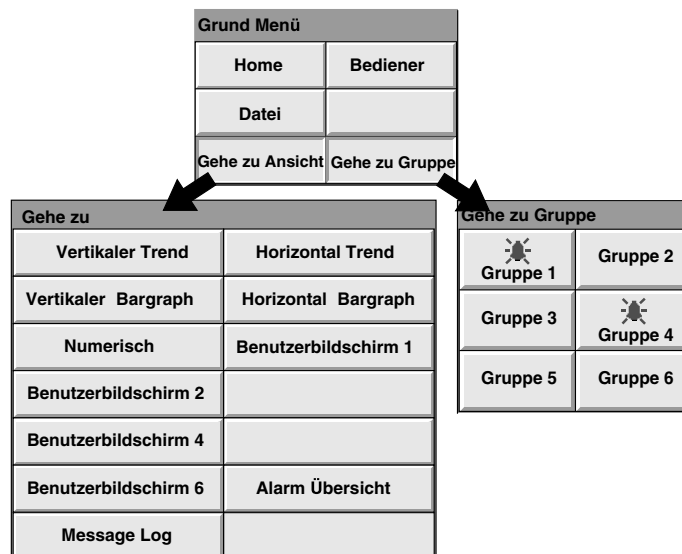 Grund Menü
Home Bediener
Datei
Gehe zu Ansicht Gehe zu Gruppe
Gehe zu
Vertikaler Trend Horizontal Trend
Vertikaler Bargraph Horizontal Bargraph
Numerisch Benutzerbildschirm 1
Benutzerbildschirm 2
Benutzerbildschirm 4
Benutzerbildschirm 6 Alarm Übersicht
Message Log
Gehe zu Gruppe
Gruppe 1 Gruppe 2
Gruppe 3 Gruppe 4
Gruppe 5 Gruppe 6